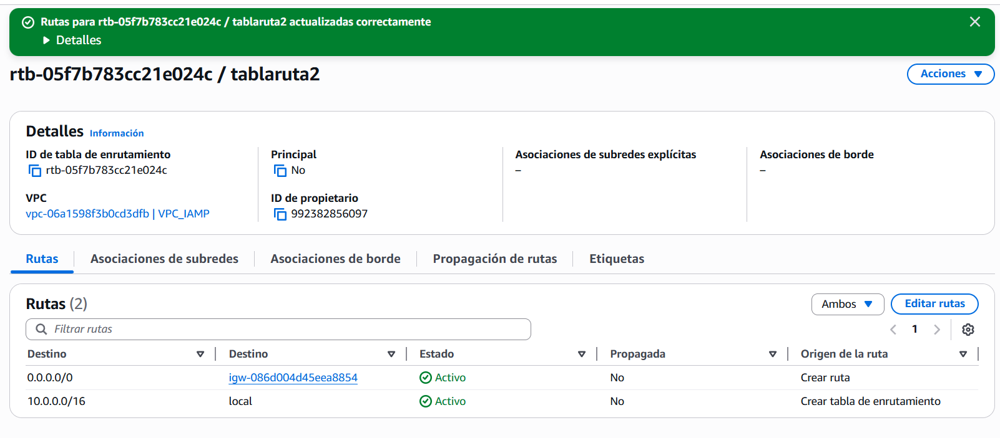 Rutas para rtb-05f7b783cc21e024c / tablaruta2 actualizadas correctamente
Detalles
rtb-05f7b783cc21e024c / tablaruta2
Acciones
Detalles Información
ID de tabla de enrutamiento
rtb-05f7b783cc21e024c
Principal
No
Asociaciones de subredes explícitas
–
Asociaciones de borde
–
VPC
vpc-06a1598f3b0cd3dfb | VPC_IAMP
ID de propietario
992382856097
Rutas Asociaciones de subredes Asociaciones de borde Propagación de rutas Etiquetas
Rutas (2)
Ambos Editar rutas
Filtrar rutas
1
Destino Destino Estado Propagada Origen de la ruta
0.0.0.0/0 igw-086d004d45eea8854 Activo No Crear ruta
10.0.0.0/16 local Activo No Crear tabla de enrutamiento